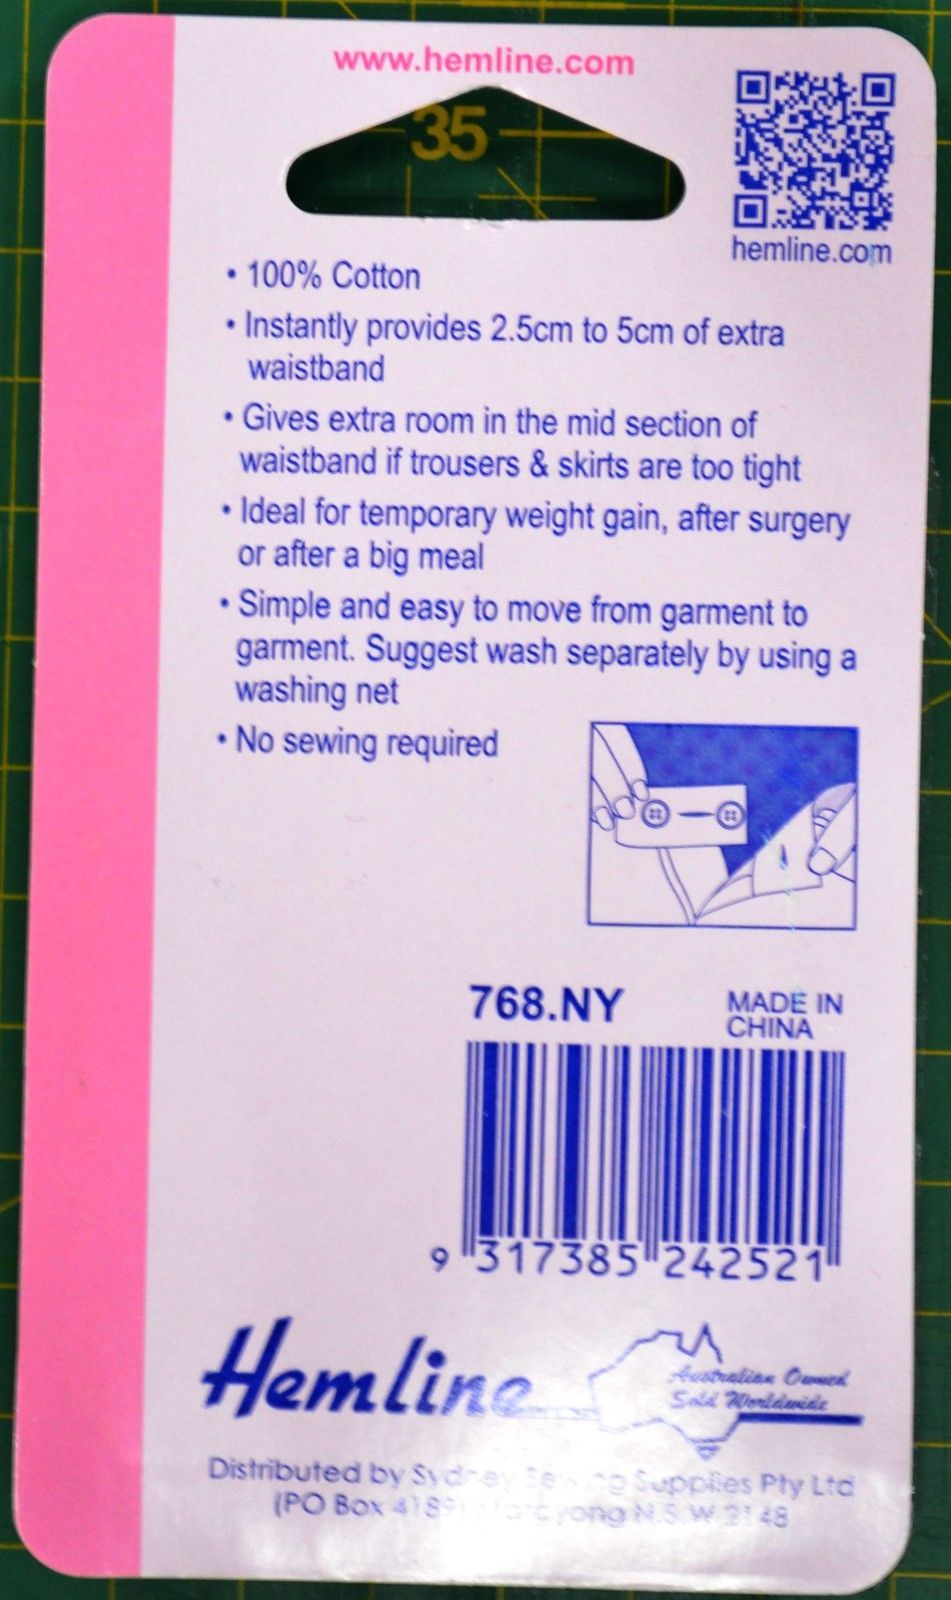 www.hemline.com
35
hemline.com
• 100% Cotton
• Instantly provides 2.5cm to 5cm of extra
waistband
• Gives extra room in the mid section of
waistband if trousers & skirts are too tight
• Ideal for temporary weight gain, after surgery
or after a big meal
• Simple and easy to move from garment to
garment. Suggest wash separately by using a
washing net
• No sewing required
768.NY
MADE IN
CHINA
9 317385 242521
Hemline
Australian Owned
Sold Worldwide
Distributed by Sydney Sewing Supplies Pty Ltd
(PO Box 4189) Marayong N.S.W 2148